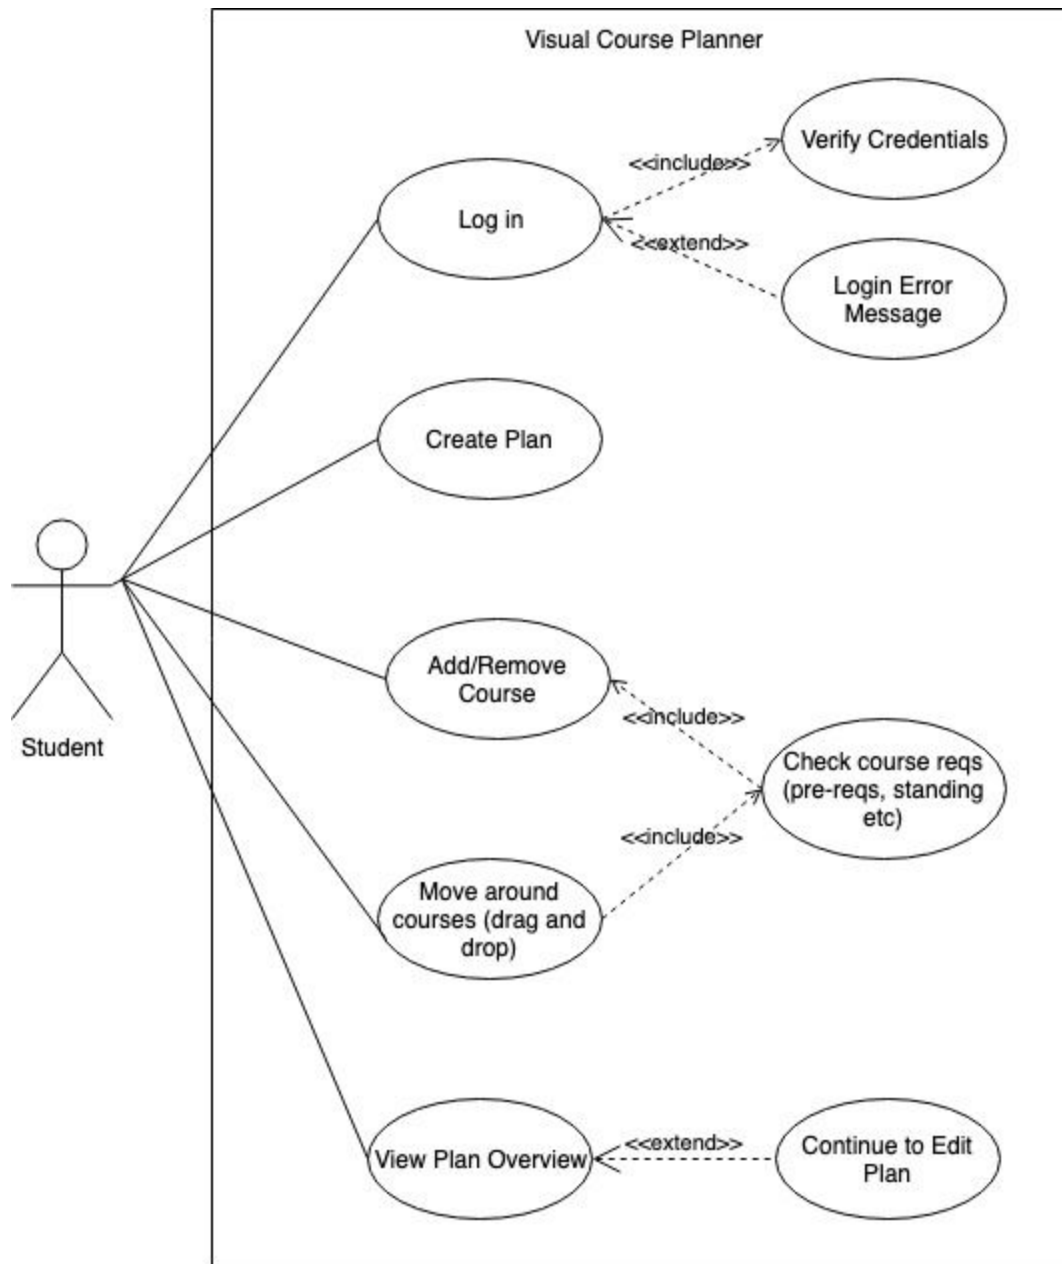 Visual Course Planner
Verify Credentials
<<include>>
Log in
<<extend>>
Login Error
Message
Create Plan
Add/Remove
Course
<<include>>
Student
Check course reqs
(pre-reqs, standing
etc)
<<include>>
Move around
courses (drag and
drop)
<<extend>>
View Plan Overview
Continue to Edit
Plan